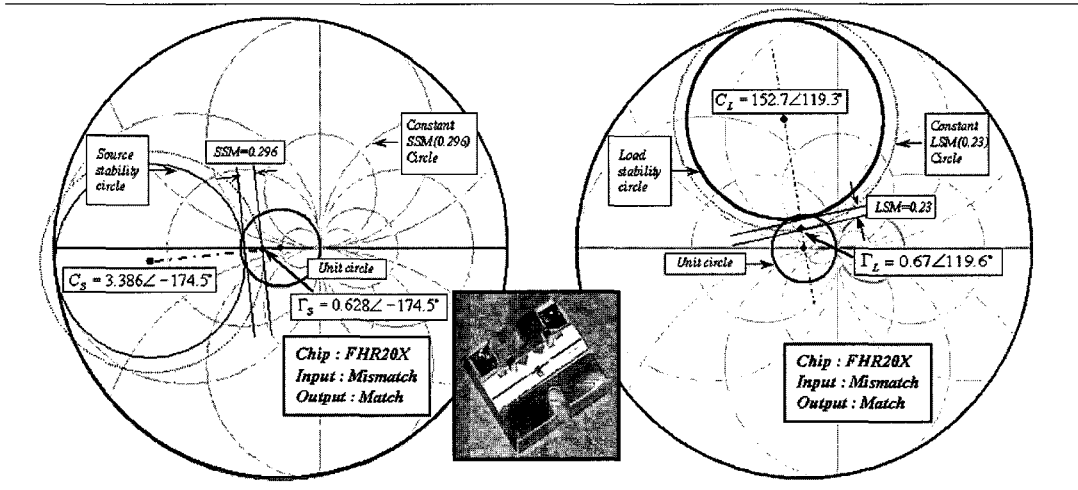 Source
stability
circle
SSM=0.296
Constant
SSM(0.296)
Circle
C_S = 3.386∠-174.5°
Unit circle
Γ_S = 0.628∠-174.5°
Chip : FHR20X
Input : Mismatch
Output : Match
C_L = 152.7∠119.3°
Load
stability
circle
Constant
LSM(0.23)
Circle
LSM=0.23
Unit circle
Γ_L = 0.67∠119.6°
Chip : FHR20X
Input : Mismatch
Output : Match